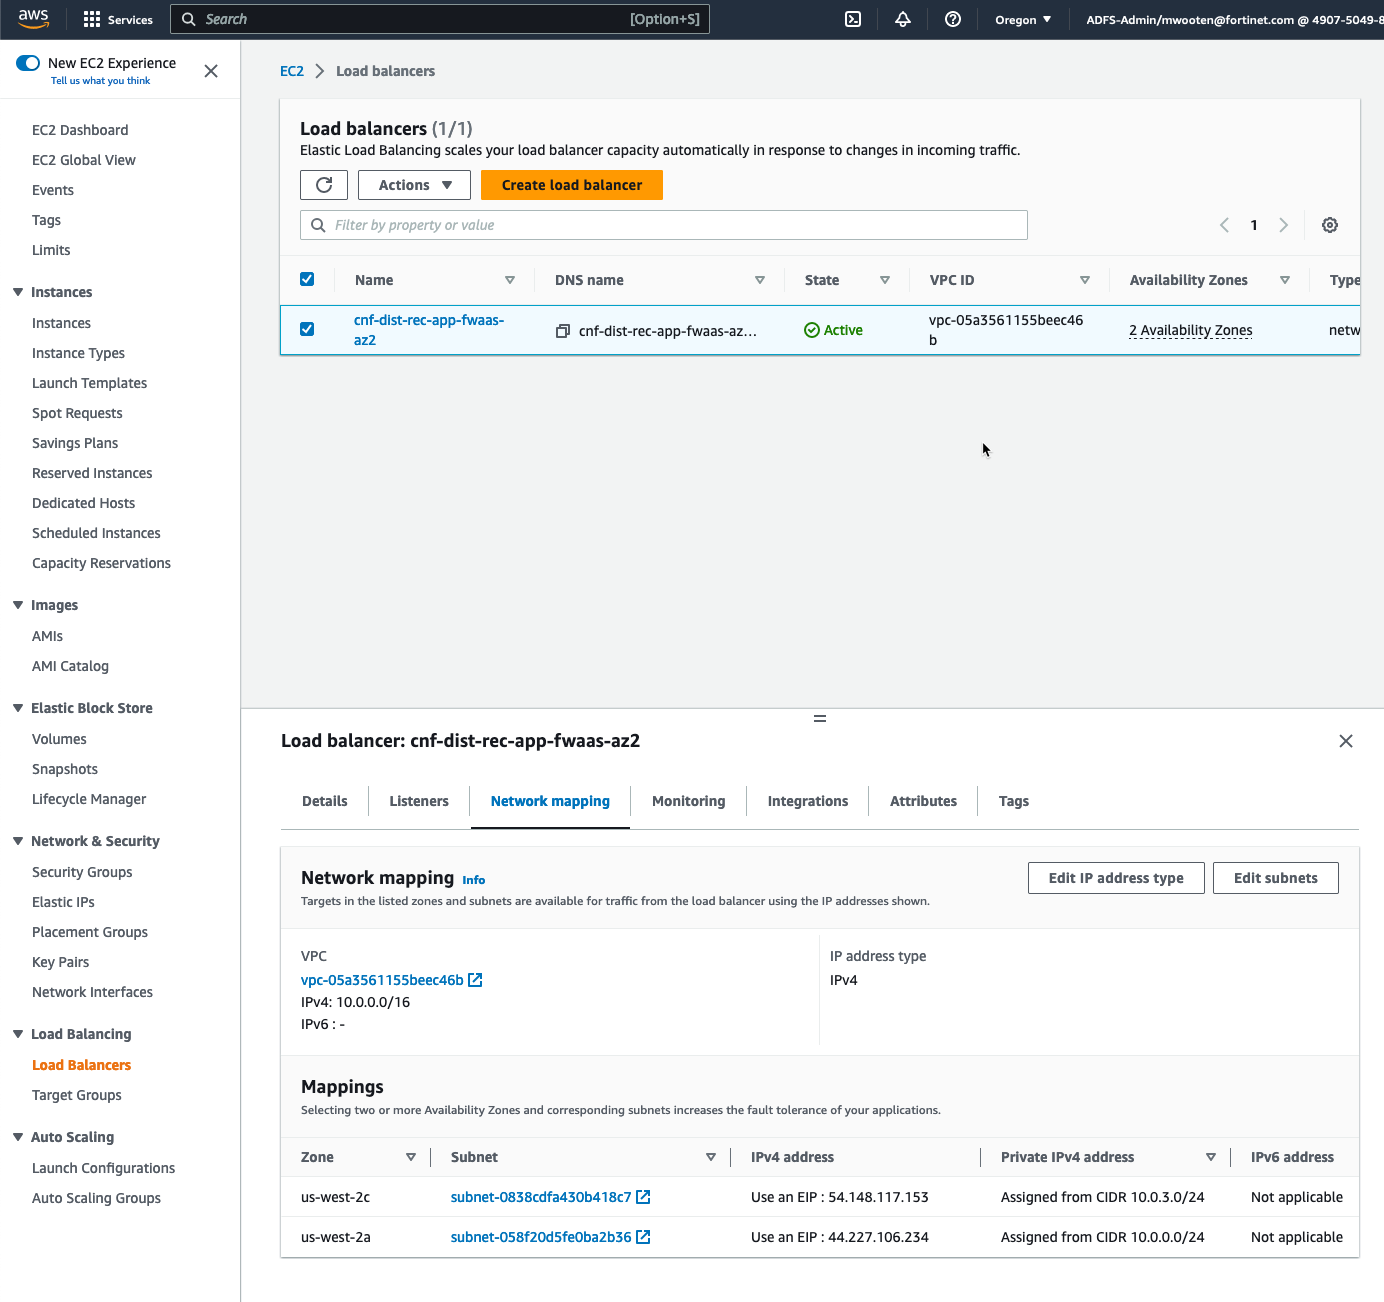 aws
Services
Search
[Option+S]
Oregon
ADFS-Admin/mwooten@fortinet.com @ 4907-5049-8
New EC2 Experience
Tell us what you think
EC2 Dashboard
EC2 Global View
Events
Tags
Limits
Instances
Instances
Instance Types
Launch Templates
Spot Requests
Savings Plans
Reserved Instances
Dedicated Hosts
Scheduled Instances
Capacity Reservations
Images
AMIs
AMI Catalog
Elastic Block Store
Volumes
Snapshots
Lifecycle Manager
Network & Security
Security Groups
Elastic IPs
Placement Groups
Key Pairs
Network Interfaces
Load Balancing
Load Balancers
Target Groups
Auto Scaling
Launch Configurations
Auto Scaling Groups
EC2 Load balancers
Load balancers (1/1)
Elastic Load Balancing scales your load balancer capacity automatically in response to changes in incoming traffic.
Actions
Create load balancer
Filter by property or value
1
Name DNS name State VPC ID Availability Zones Type
cnf-dist-rec-app-fwaas-
az2
cnf-dist-rec-app-fwaas-az...
Active
vpc-05a3561155beec46
b
2 Availability Zones
netw
Load balancer: cnf-dist-rec-app-fwaas-az2
Details Listeners Network mapping Monitoring Integrations Attributes Tags
Network mapping Info
Targets in the listed zones and subnets are available for traffic from the load balancer using the IP addresses shown.
Edit IP address type
Edit subnets
VPC
vpc-05a3561155beec46b
IPv4: 10.0.0.0/16
IPv6 : -
IP address type
IPv4
Mappings
Selecting two or more Availability Zones and corresponding subnets increases the fault tolerance of your applications.
Zone Subnet IPv4 address Private IPv4 address IPv6 address
us-west-2c subnet-0838cdfa430b418c7 Use an EIP : 54.148.117.153 Assigned from CIDR 10.0.3.0/24 Not applicable
us-west-2a subnet-058f20d5fe0ba2b36 Use an EIP : 44.227.106.234 Assigned from CIDR 10.0.0.0/24 Not applicable